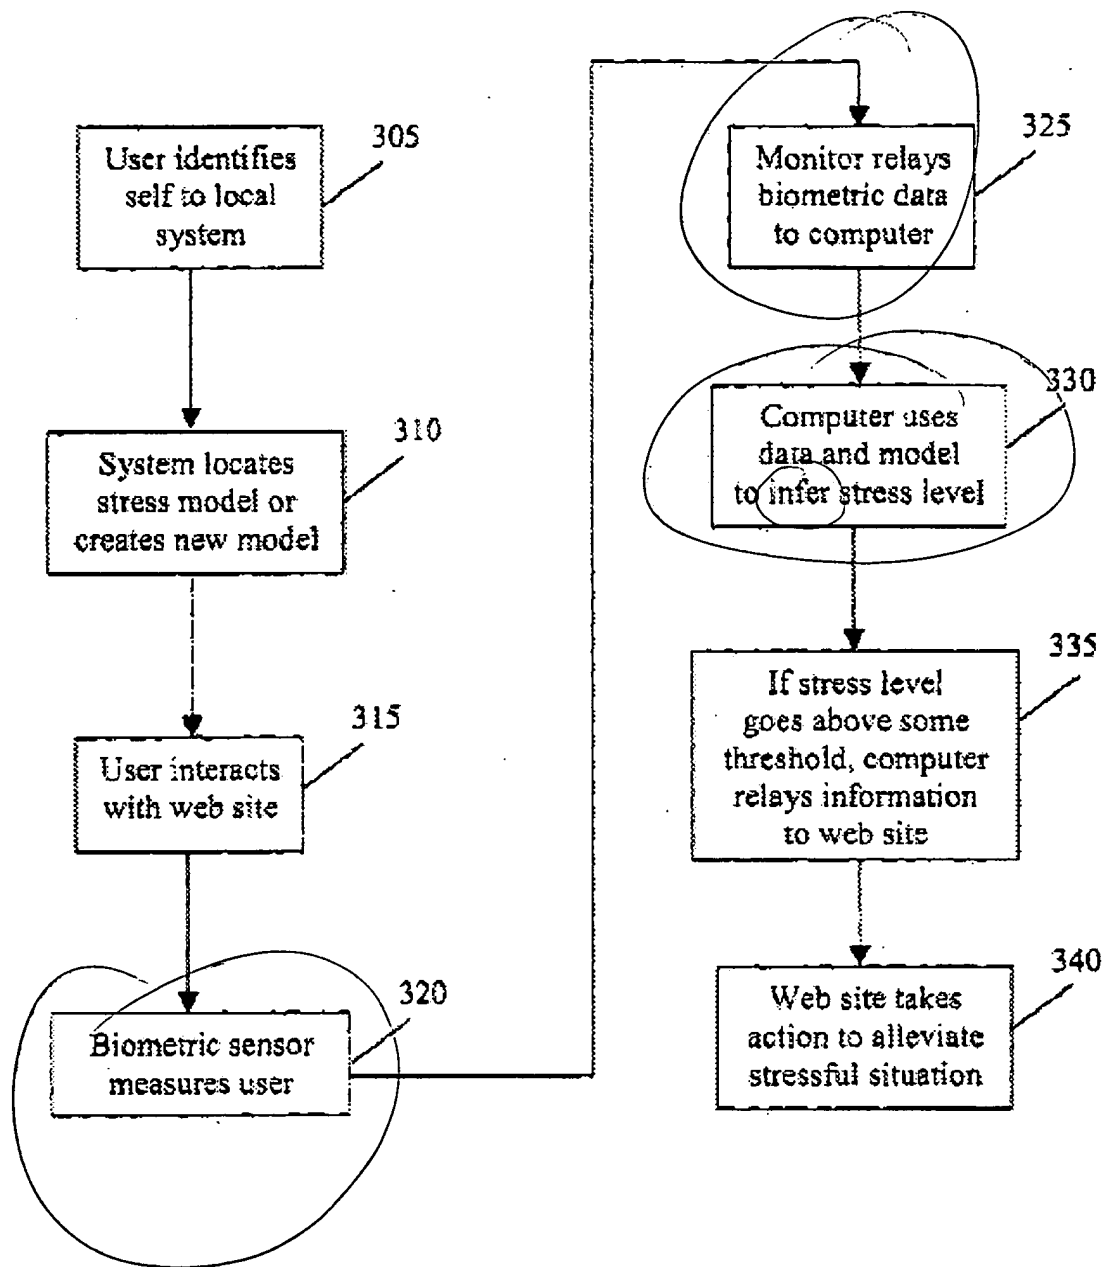 305
User identifies
self to local
system
310
System locates
stress model or
creates new model
315
User interacts
with web site
320
Biometric sensor
measures user
325
Monitor relays
biometric data
to computer
330
Computer uses
data and model
to infer stress level
335
If stress level
goes above some
threshold, computer
relays information
to web site
340
Web site takes
action to alleviate
stressful situation